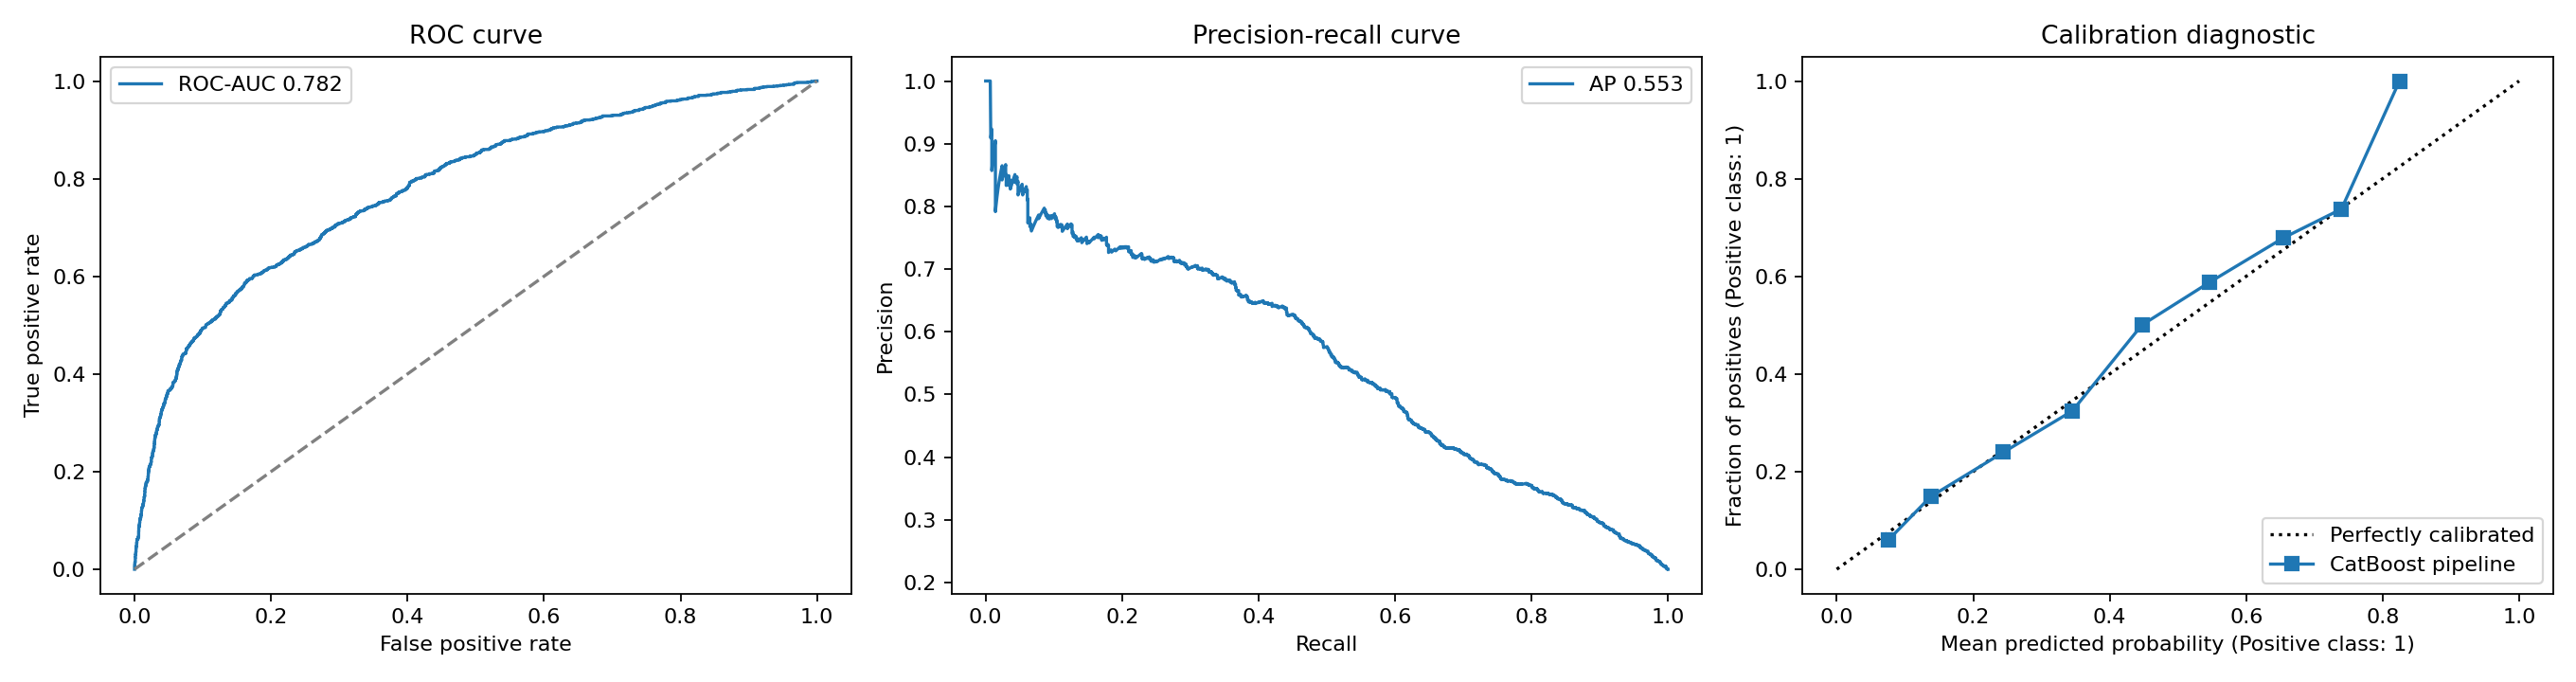 ROC curve
ROC-AUC 0.782
True positive rate
1.0
0.8
0.6
0.4
0.2
0.0
0.0 0.2 0.4 0.6 0.8 1.0
False positive rate
Precision-recall curve
AP 0.553
Precision
1.0
0.9
0.8
0.7
0.6
0.5
0.4
0.3
0.2
0.0 0.2 0.4 0.6 0.8 1.0
Recall
Calibration diagnostic
Fraction of positives (Positive class: 1)
1.0
0.8
0.6
0.4
0.2
0.0
Perfectly calibrated
CatBoost pipeline
0.0 0.2 0.4 0.6 0.8 1.0
Mean predicted probability (Positive class: 1)